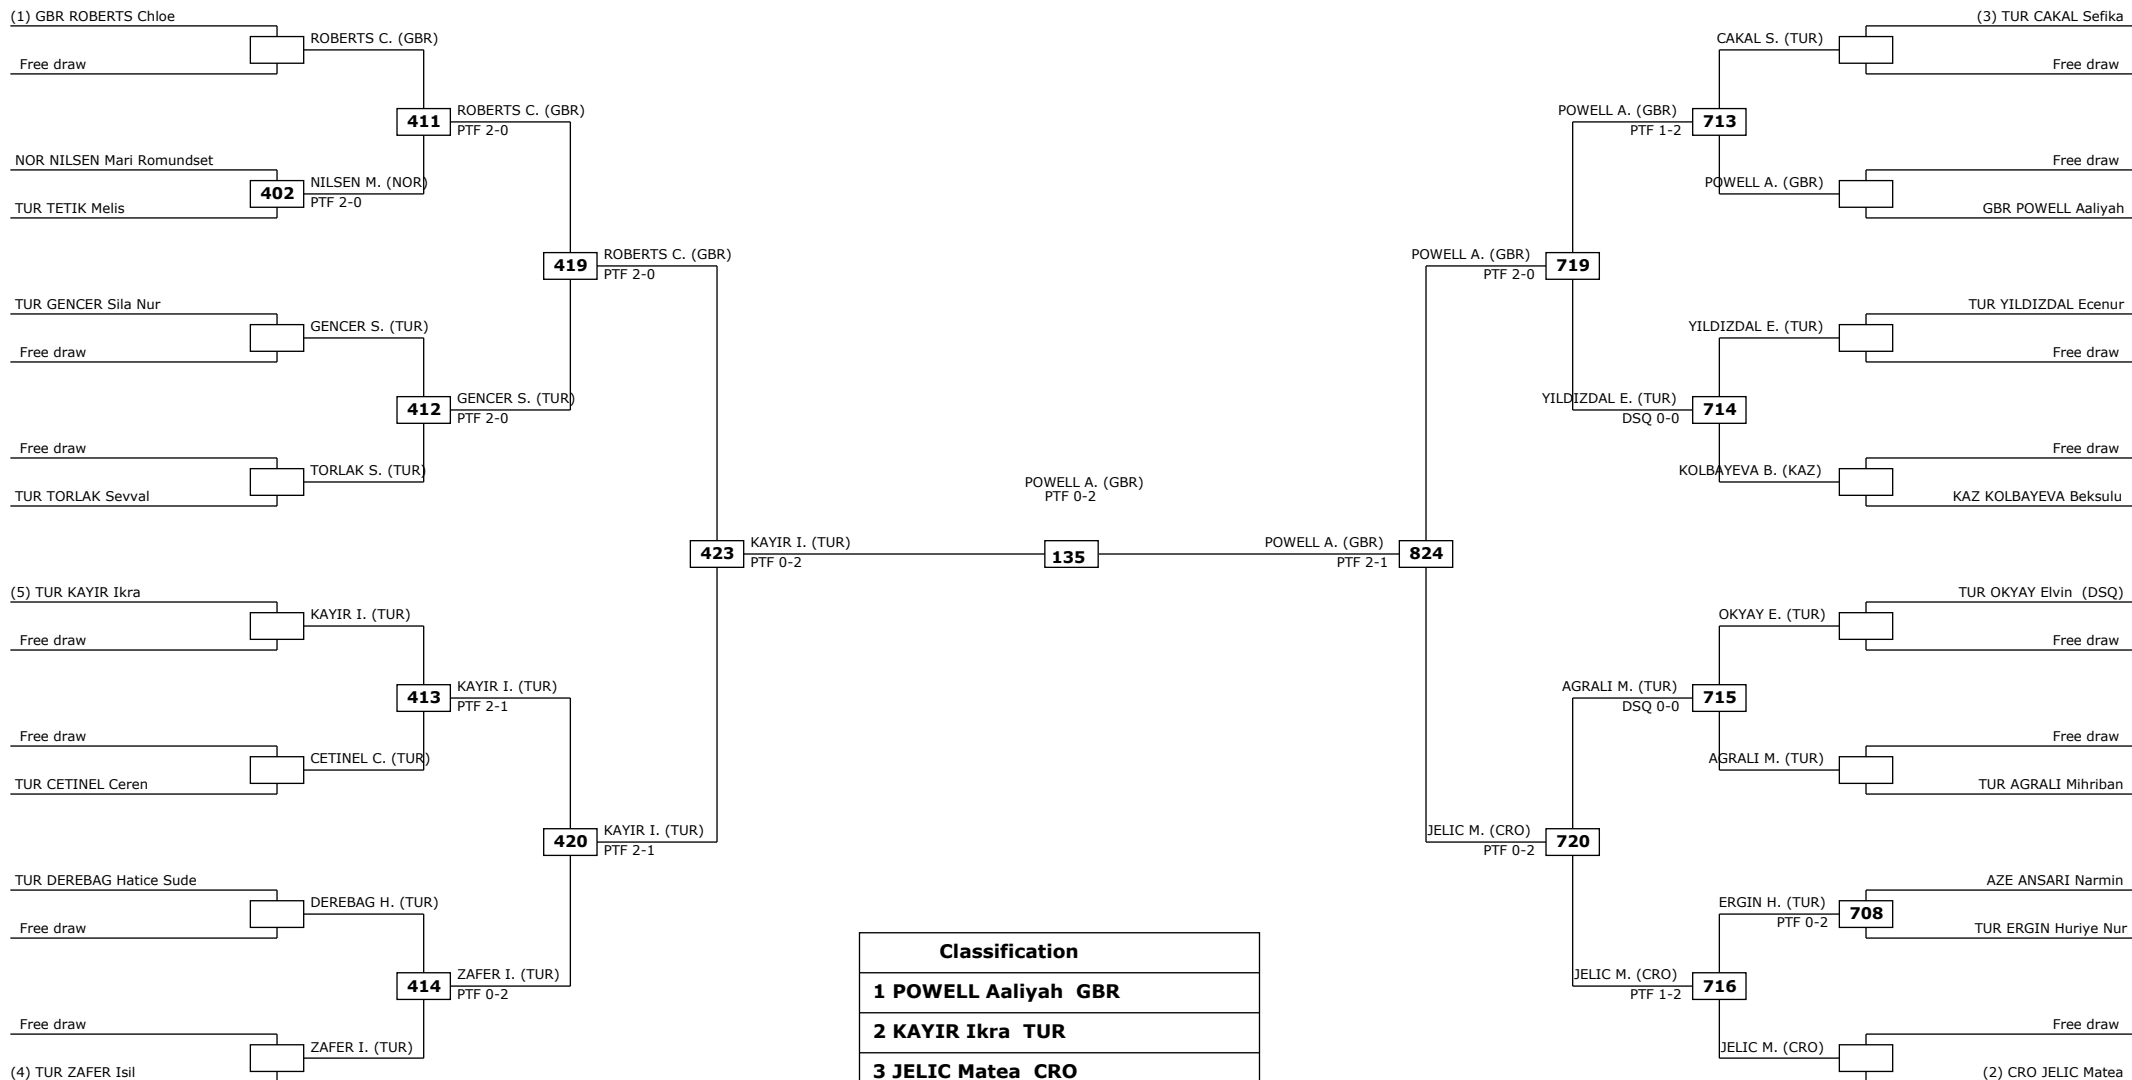 (1) GBR ROBERTS Chloe
ROBERTS C. (GBR)
Free draw
411
ROBERTS C. (GBR)
PTF 2-0
NOR NILSEN Mari Romundset
402
NILSEN M. (NOR)
PTF 2-0
TUR TETIK Melis
419
ROBERTS C. (GBR)
PTF 2-0
TUR GENCER Sila Nur
GENCER S. (TUR)
Free draw
412
GENCER S. (TUR)
PTF 2-0
Free draw
TORLAK S. (TUR)
TUR TORLAK Sevval
423
KAYIR I. (TUR)
PTF 0-2
(5) TUR KAYIR Ikra
KAYIR I. (TUR)
Free draw
413
KAYIR I. (TUR)
PTF 2-1
Free draw
CETINEL C. (TUR)
TUR CETINEL Ceren
420
KAYIR I. (TUR)
PTF 2-1
TUR DEREBAG Hatice Sude
DEREBAG H. (TUR)
Free draw
414
ZAFER I. (TUR)
PTF 0-2
Free draw
ZAFER I. (TUR)
(4) TUR ZAFER Isil
POWELL A. (GBR)
PTF 0-2
135
(3) TUR CAKAL Sefika
CAKAL S. (TUR)
Free draw
POWELL A. (GBR)
PTF 1-2
713
Free draw
POWELL A. (GBR)
GBR POWELL Aaliyah
POWELL A. (GBR)
PTF 2-0
719
TUR YILDIZDAL Ecenur
YILDIZDAL E. (TUR)
Free draw
YILDIZDAL E. (TUR)
DSQ 0-0
714
Free draw
KOLBAYEVA B. (KAZ)
KAZ KOLBAYEVA Beksulu
POWELL A. (GBR)
PTF 2-1
824
TUR OKYAY Elvin (DSQ)
OKYAY E. (TUR)
Free draw
AGRALI M. (TUR)
DSQ 0-0
715
Free draw
AGRALI M. (TUR)
TUR AGRALI Mihriban
JELIC M. (CRO)
PTF 0-2
720
AZE ANSARI Narmin
ERGIN H. (TUR)
PTF 0-2
708
TUR ERGIN Huriye Nur
JELIC M. (CRO)
PTF 1-2
716
Free draw
JELIC M. (CRO)
(2) CRO JELIC Matea
Classification
1 POWELL Aaliyah GBR
2 KAYIR Ikra TUR
3 JELIC Matea CRO